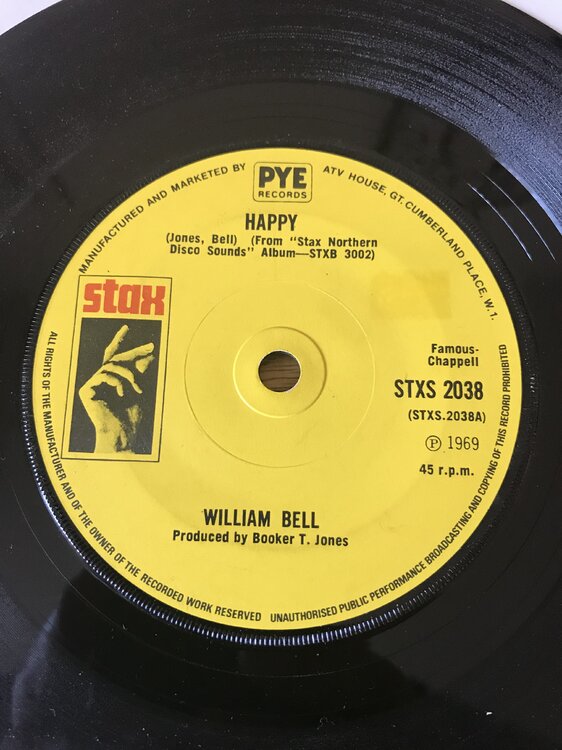 MANUFACTURED AND MARKETED BY PYE RECORDS ATV HOUSE, GT. CUMBERLAND PLACE, W.1.
HAPPY
(Jones, Bell) (From "Stax Northern
Disco Sounds" Album—STXB 3002)
stax
Famous-
Chappell
STXS 2038
(STXS.2038A)
Ⓟ 1969
45 r.p.m.
WILLIAM BELL
Produced by Booker T. Jones
ALL RIGHTS OF THE MANUFACTURER AND OF THE OWNER OF THE RECORDED WORK RESERVED UNAUTHORISED PUBLIC PERFORMANCE BROADCASTING AND COPYING OF THIS RECORD PROHIBITED